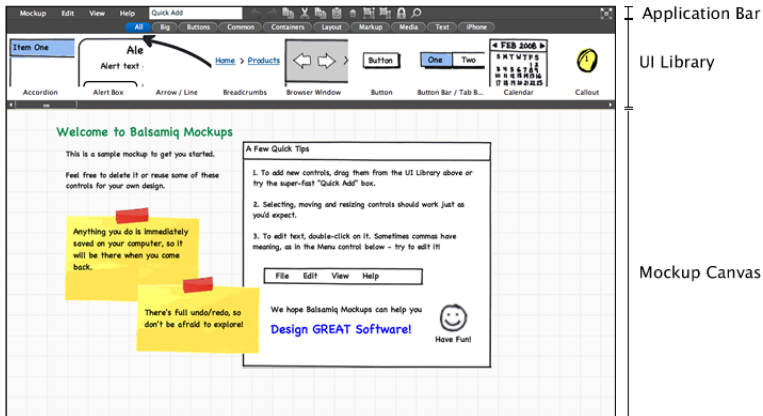 Mockup Edit View Help Quick Add
Application Bar
All Big Buttons Common Containers Layout Markup Media Text iPhone
UI Library
Item One
Ale
Alert text
Home > Products
Button
One Two
FEB 2008
S M T W T F S
1
Accordion Alert Box Arrow / Line Breadcrumbs Browser Window Button Button Bar / Tab B... Calendar Callout
Welcome to Balsamiq Mockups
This is a sample mockup to get you started.
Feel free to delete it or reuse some of these
controls for your own design.
Anything you do is immediately
saved on your computer, so it
will be there when you come
back.
There's full undo/redo, so
don't be afraid to explore!
A Few Quick Tips
1. To add new controls, drag them from the UI Library above or
try the super-fast "Quick Add" box.
2. Selecting, moving and resizing controls should work just as
you'd expect.
3. To edit text, double-click on it. Sometimes commas have
meaning, as in the Menu control below - try to edit it!
File Edit View Help
We hope Balsamiq Mockups can help you
Design GREAT Software!
Have Fun!
Mockup Canvas